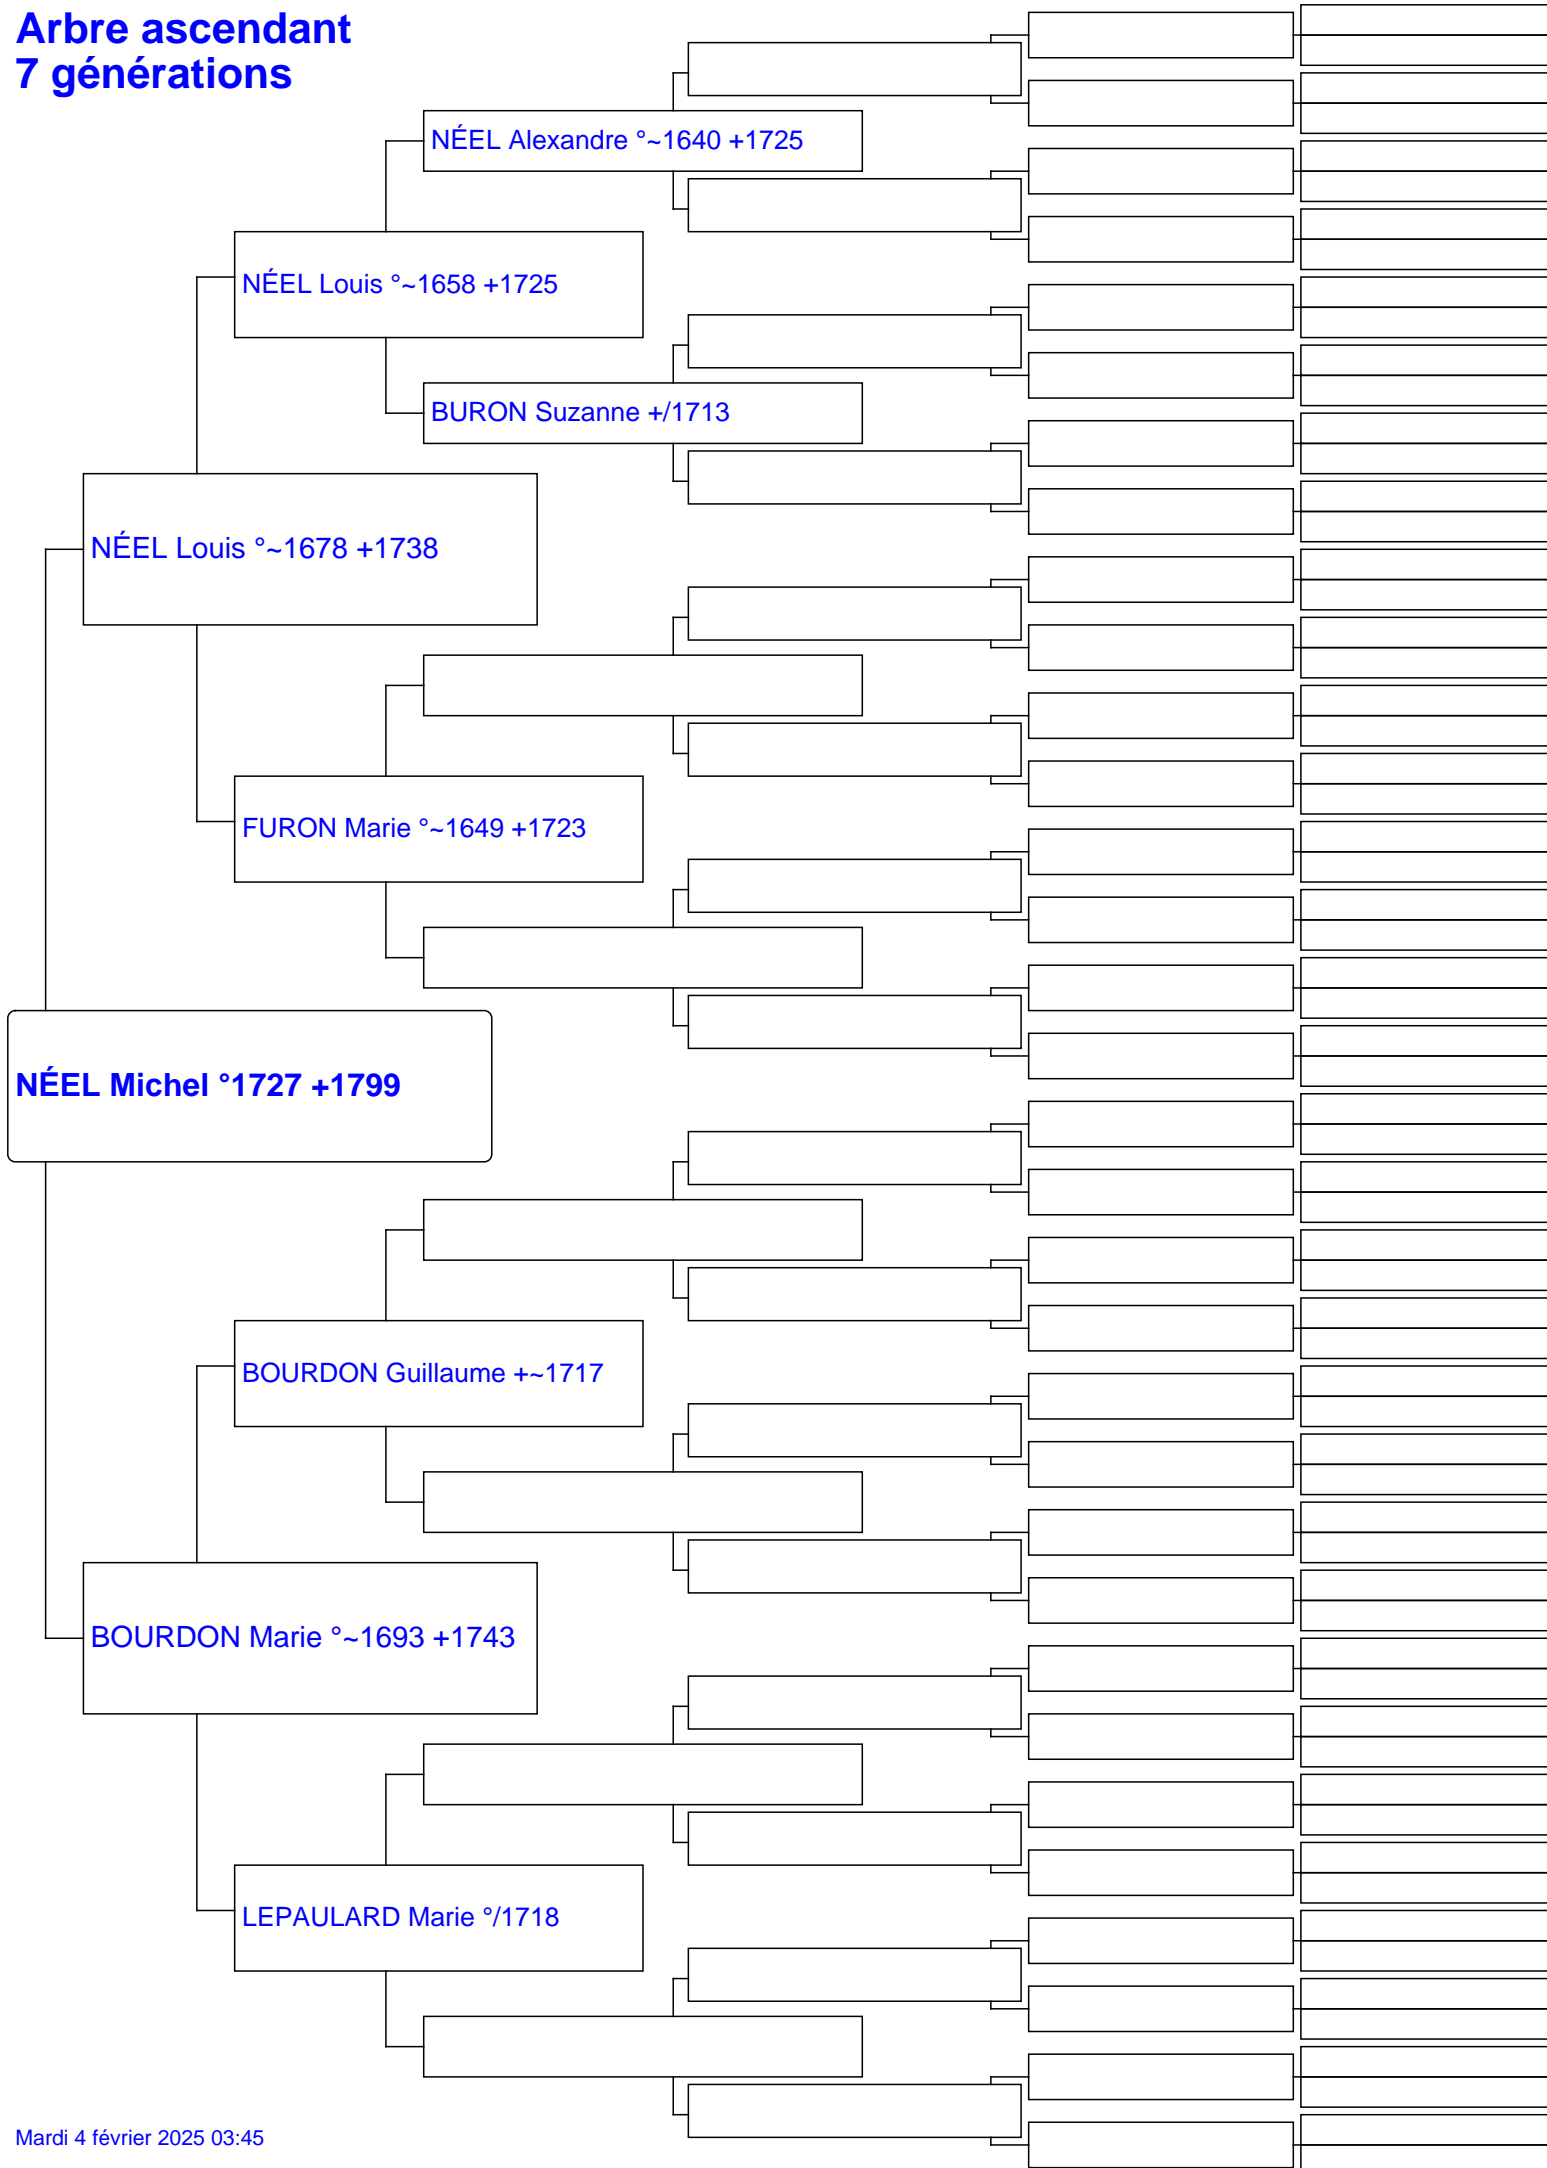 Arbre ascendant
7 générations
NÉEL Alexandre °~1640 +1725
NÉEL Louis °~1658 +1725
BURON Suzanne +/1713
NÉEL Louis °~1678 +1738
FURON Marie °~1649 +1723
NÉEL Michel °1727 +1799
BOURDON Guillaume +~1717
BOURDON Marie °~1693 +1743
LEPAULARD Marie °/1718
Mardi 4 février 2025 03:45